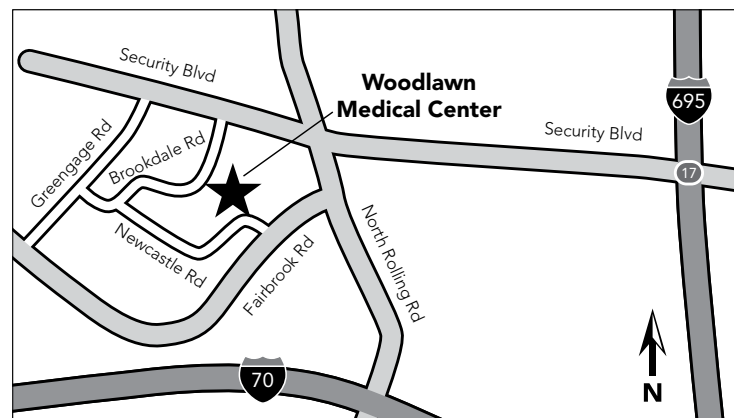 Security Blvd
Woodlawn
Medical Center
695
Security Blvd
Greengage Rd
Brookdale Rd
17
Newcastle Rd
Fairbrook Rd
North Rolling Rd
70
N